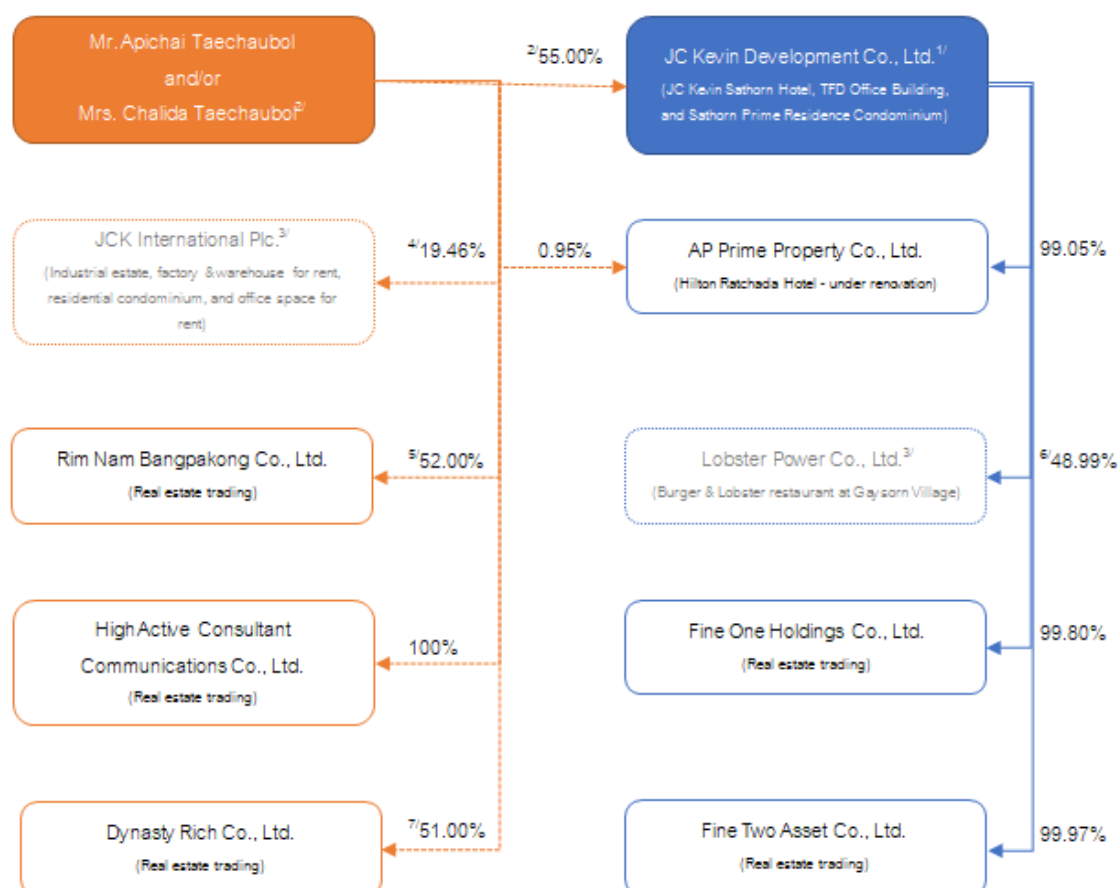 Mr. Apichai Taechaubol
and/or
Mrs. Chalida Taechaubol2/
2/55.00%
JC Kevin Development Co., Ltd.1/
(JC Kevin Sathorn Hotel, TFD Office Building,
and Sathorn Prime Residence Condominium)
JCK International Plc.3/
(Industrial estate, factory & warehouse for rent,
residential condominium, and office space for
rent)
4/19.46%
0.95%
AP Prime Property Co., Ltd.
(Hilton Ratchada Hotel - under renovation)
99.05%
Rim Nam Bangpakong Co., Ltd.
(Real estate trading)
5/52.00%
Lobster Power Co., Ltd.3/
(Burger & Lobster restaurant at Gaysorn Village)
6/48.99%
High Active Consultant
Communications Co., Ltd.
(Real estate trading)
100%
Fine One Holdings Co., Ltd.
(Real estate trading)
99.80%
Dynasty Rich Co., Ltd.
(Real estate trading)
7/51.00%
Fine Two Asset Co., Ltd.
(Real estate trading)
99.97%